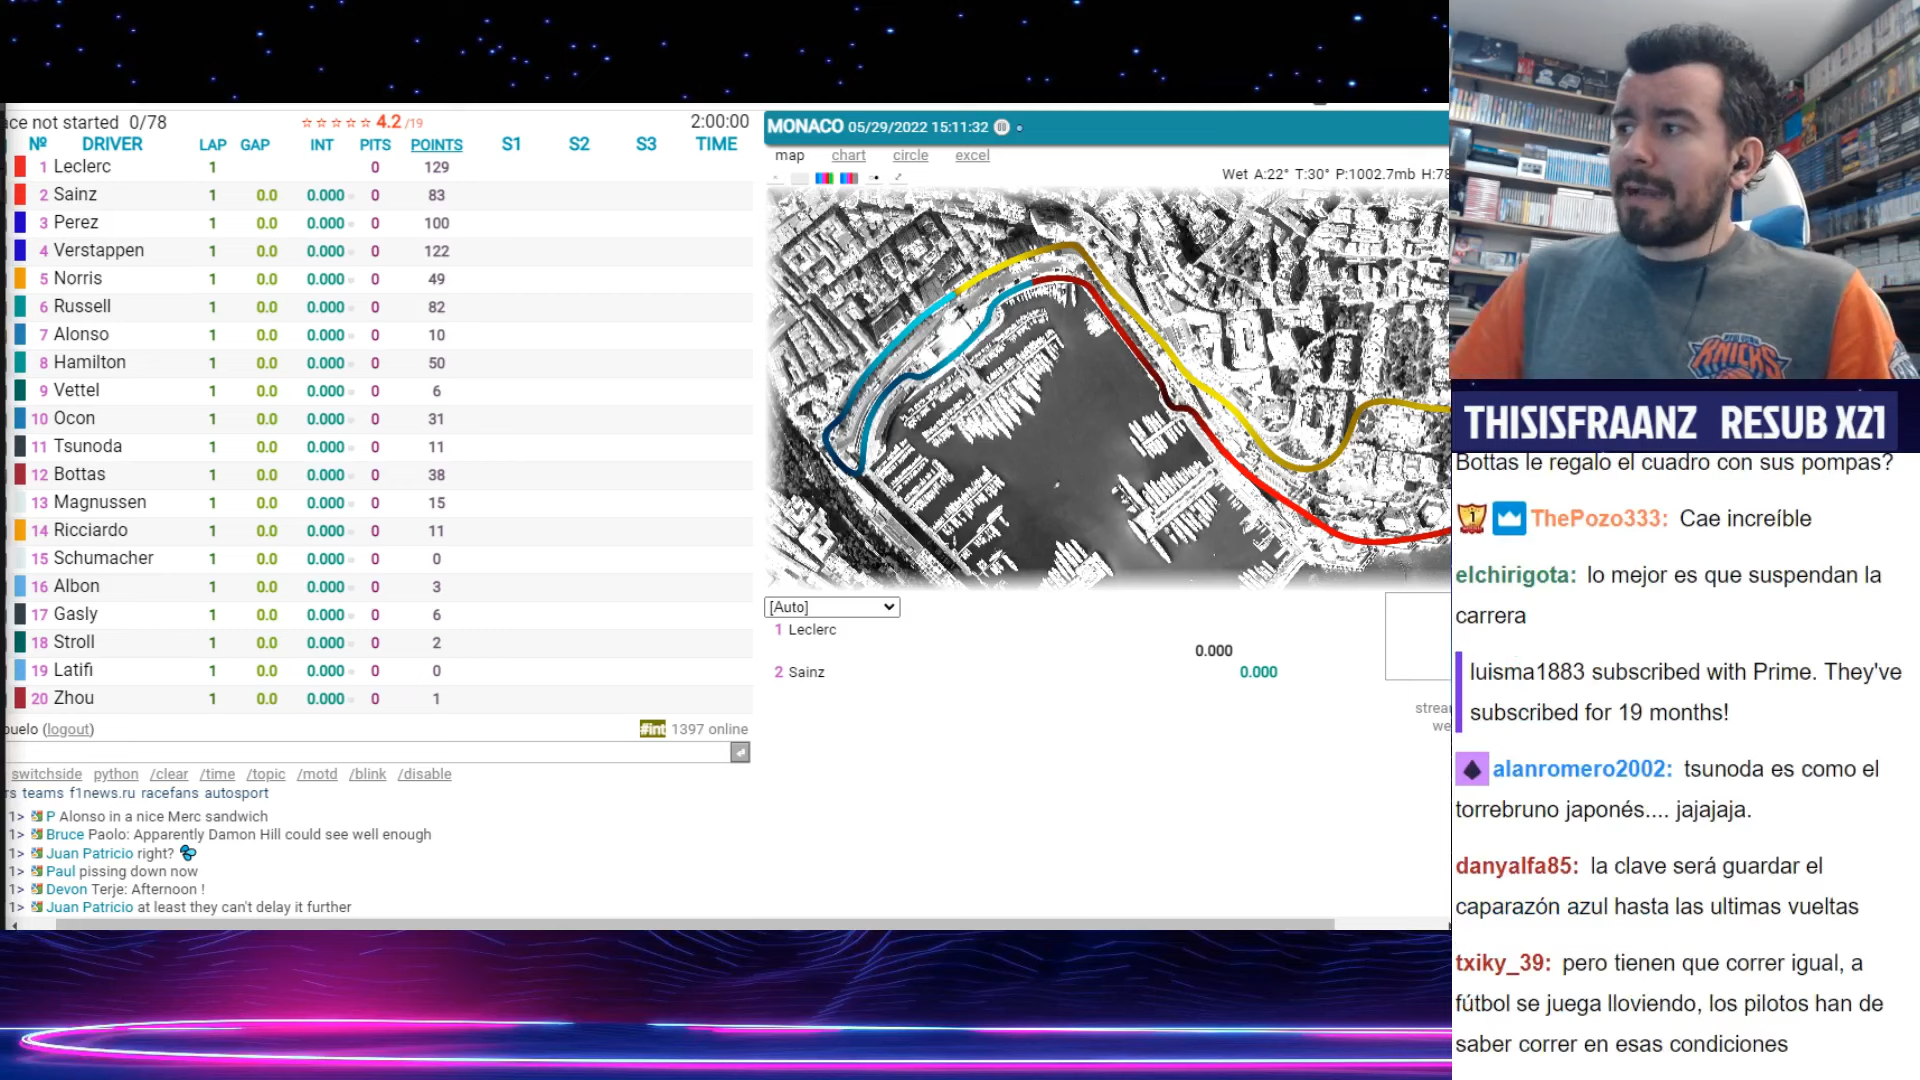 ace not started 0/78 4.2 /19 2:00:00
Nº DRIVER LAP GAP INT PITS POINTS S1 S2 S3 TIME
1 Leclerc 1 0 129
2 Sainz 1 0.0 0.000 0 83
3 Perez 1 0.0 0.000 0 100
4 Verstappen 1 0.0 0.000 0 122
5 Norris 1 0.0 0.000 0 49
6 Russell 1 0.0 0.000 0 82
7 Alonso 1 0.0 0.000 0 10
8 Hamilton 1 0.0 0.000 0 50
9 Vettel 1 0.0 0.000 0 6
10 Ocon 1 0.0 0.000 0 31
11 Tsunoda 1 0.0 0.000 0 11
12 Bottas 1 0.0 0.000 0 38
13 Magnussen 1 0.0 0.000 0 15
14 Ricciardo 1 0.0 0.000 0 11
15 Schumacher 1 0.0 0.000 0 0
16 Albon 1 0.0 0.000 0 3
17 Gasly 1 0.0 0.000 0 6
18 Stroll 1 0.0 0.000 0 2
19 Latifi 1 0.0 0.000 0 0
20 Zhou 1 0.0 0.000 0 1
buelo (logout) #int 1397 online
switchside python /clear /time /topic /motd /blink /disable
rs teams f1news.ru racefans autosport
1> P Alonso in a nice Merc sandwich
1> Bruce Paolo: Apparently Damon Hill could see well enough
1> Juan Patricio right?
1> Paul pissing down now
1> Devon Terje: Afternoon !
1> Juan Patricio at least they can't delay it further
MONACO 05/29/2022 15:11:32
map chart circle excel
Wet A:22° T:30° P:1002.7mb H:78
[Auto]
1 Leclerc
0.000
2 Sainz 0.000
strea
we
KNICKS
THISISFRAANZ RESUB X21
Bottas le regalo el cuadro con sus pompas?
ThePozo333: Cae increíble
elchirigota: lo mejor es que suspendan la
carrera
luisma1883 subscribed with Prime. They've
subscribed for 19 months!
alanromero2002: tsunoda es como el
torrebruno japonés.... jajajaja.
danyalfa85: la clave será guardar el
caparazón azul hasta las ultimas vueltas
txiky_39: pero tienen que correr igual, a
fútbol se juega lloviendo, los pilotos han de
saber correr en esas condiciones